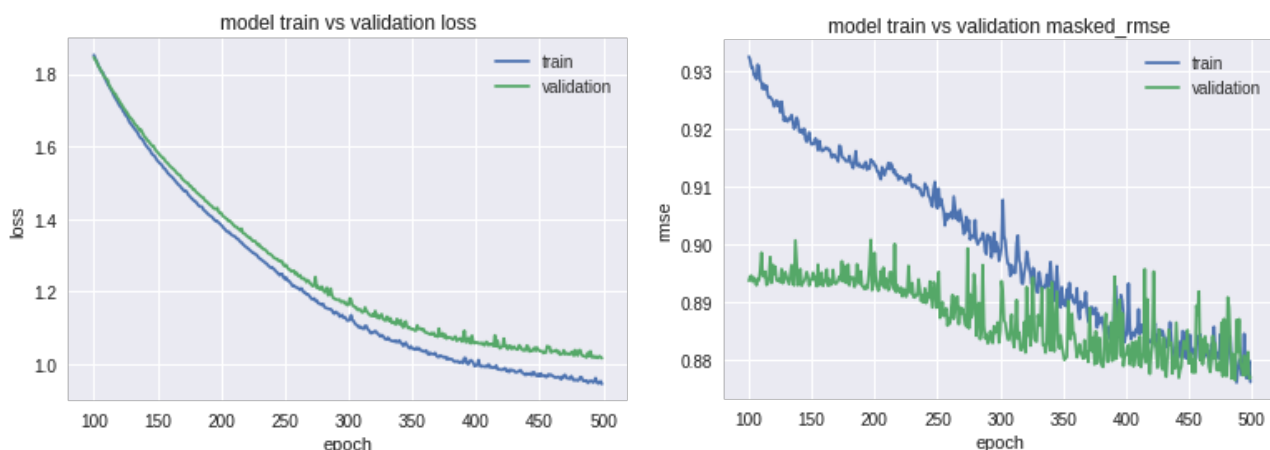 model train vs validation loss
train
validation
loss
1.8
1.6
1.4
1.2
1.0
100 150 200 250 300 350 400 450 500
epoch
model train vs validation masked_rmse
train
validation
rmse
0.93
0.92
0.91
0.90
0.89
0.88
100 150 200 250 300 350 400 450 500
epoch